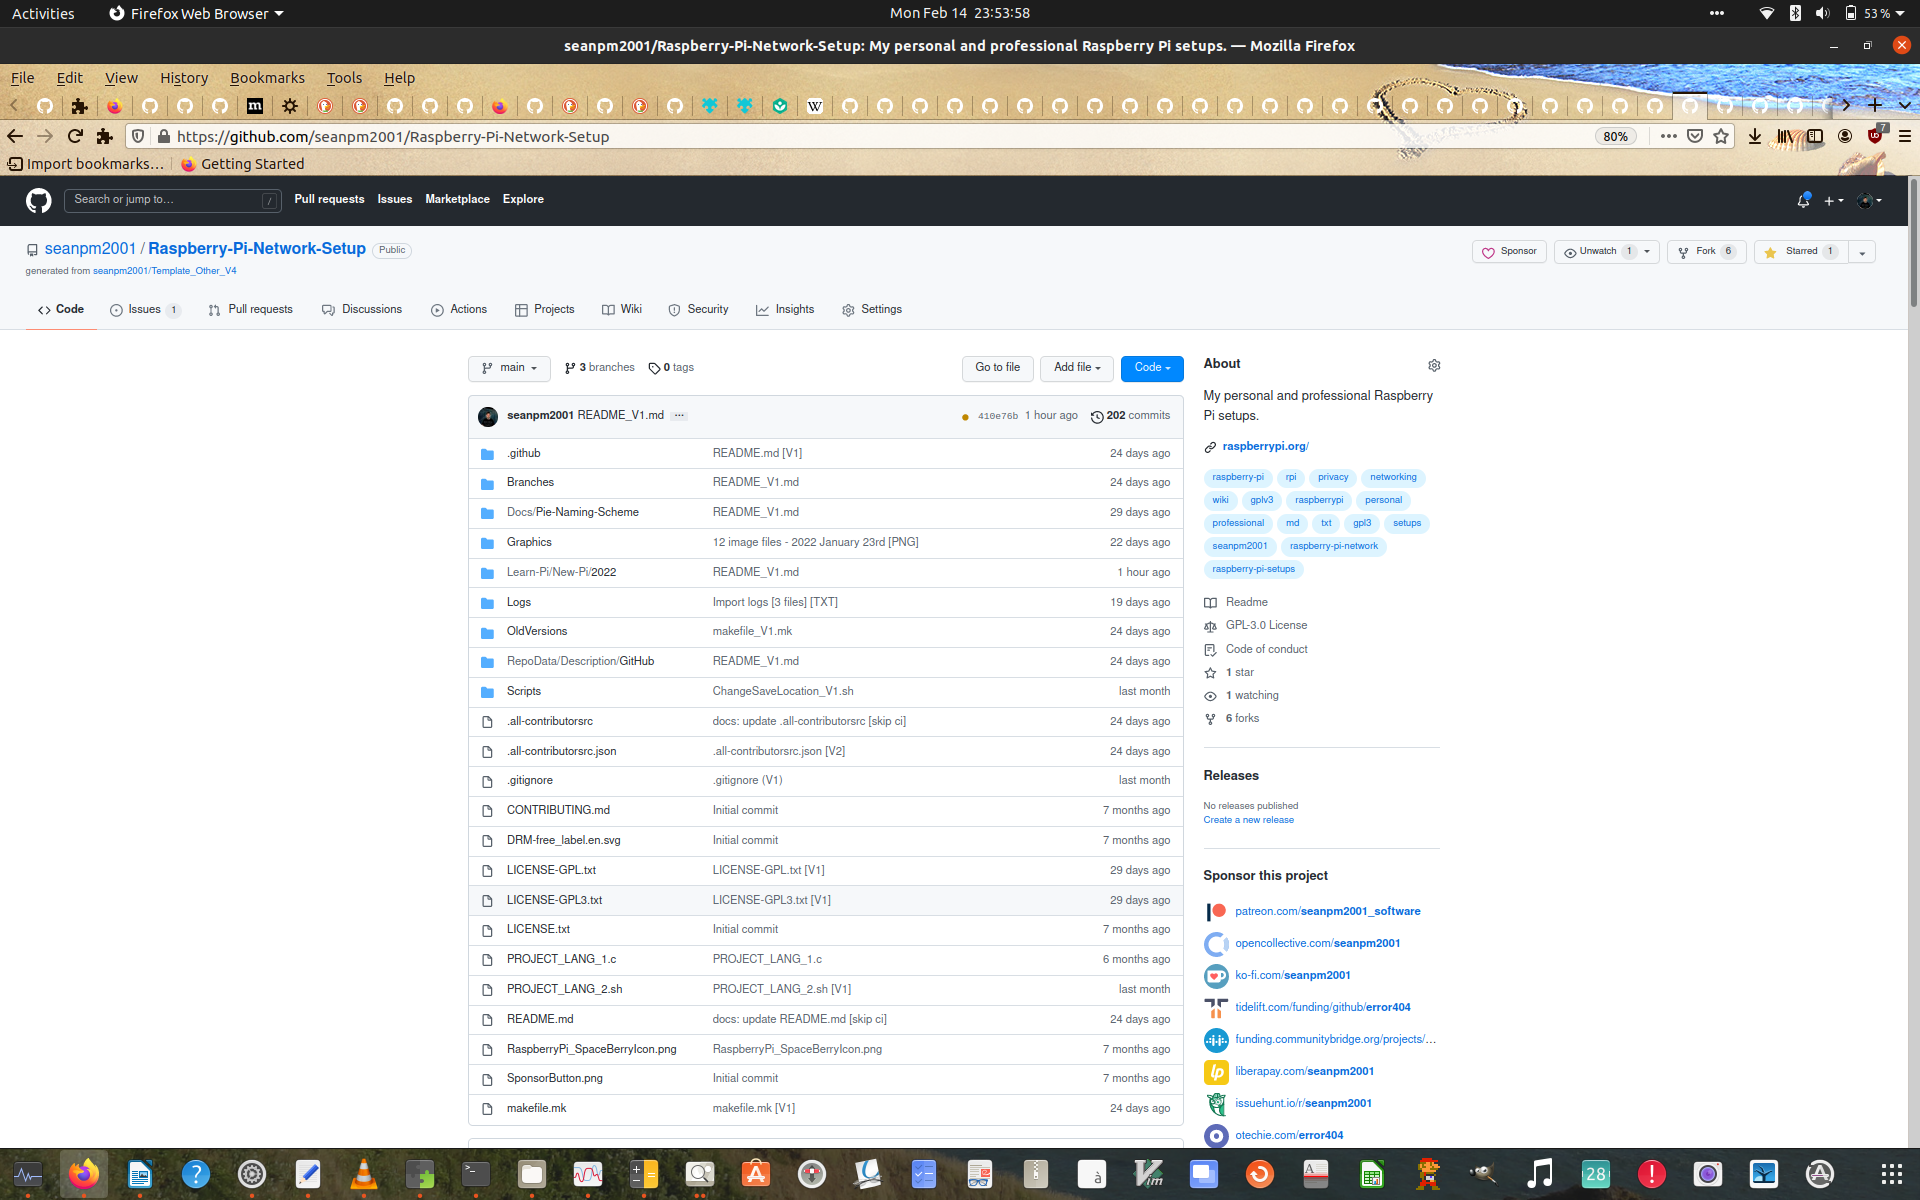 Activities
Firefox Web Browser
Mon Feb 14 23:53:58
53 %
seanpm2001/Raspberry-Pi-Network-Setup: My personal and professional Raspberry Pi setups. — Mozilla Firefox
File Edit View History Bookmarks Tools Help
https://github.com/seanpm2001/Raspberry-Pi-Network-Setup
80%
7
Import bookmarks… Getting Started
Search or jump to… /
Pull requests Issues Marketplace Explore
seanpm2001 / Raspberry-Pi-Network-Setup Public
generated from seanpm2001/Template_Other_V4
Sponsor Unwatch 1 Fork 6 Starred 1
Code Issues 1 Pull requests Discussions Actions Projects Wiki Security Insights Settings
main 3 branches 0 tags Go to file Add file Code
seanpm2001 README_V1.md ··· 410e76b 1 hour ago 202 commits
.github README.md [V1] 24 days ago
Branches README_V1.md 24 days ago
Docs/Pie-Naming-Scheme README_V1.md 29 days ago
Graphics 12 image files - 2022 January 23rd [PNG] 22 days ago
Learn-Pi/New-Pi/2022 README_V1.md 1 hour ago
Logs Import logs [3 files] [TXT] 19 days ago
OldVersions makefile_V1.mk 24 days ago
RepoData/Description/GitHub README_V1.md 24 days ago
Scripts ChangeSaveLocation_V1.sh last month
.all-contributorsrc docs: update .all-contributorsrc [skip ci] 24 days ago
.all-contributorsrc.json .all-contributorsrc.json [V2] 24 days ago
.gitignore .gitignore (V1) last month
CONTRIBUTING.md Initial commit 7 months ago
DRM-free_label.en.svg Initial commit 7 months ago
LICENSE-GPL.txt LICENSE-GPL.txt [V1] 29 days ago
LICENSE-GPL3.txt LICENSE-GPL3.txt [V1] 29 days ago
LICENSE.txt Initial commit 7 months ago
PROJECT_LANG_1.c PROJECT_LANG_1.c 6 months ago
PROJECT_LANG_2.sh PROJECT_LANG_2.sh [V1] last month
README.md docs: update README.md [skip ci] 24 days ago
RaspberryPi_SpaceBerryIcon.png RaspberryPi_SpaceBerryIcon.png 7 months ago
SponsorButton.png Initial commit 7 months ago
makefile.mk makefile.mk [V1] 24 days ago
About
My personal and professional Raspberry
Pi setups.
raspberrypi.org/
raspberry-pi rpi privacy networking
wiki gplv3 raspberrypi personal
professional md txt gpl3 setups
seanpm2001 raspberry-pi-network
raspberry-pi-setups
Readme
GPL-3.0 License
Code of conduct
1 star
1 watching
6 forks
Releases
No releases published
Create a new release
Sponsor this project
patreon.com/seanpm2001_software
opencollective.com/seanpm2001
ko-fi.com/seanpm2001
tidelift.com/funding/github/error404
funding.communitybridge.org/projects/…
liberapay.com/seanpm2001
issuehunt.io/r/seanpm2001
otechie.com/error404
28